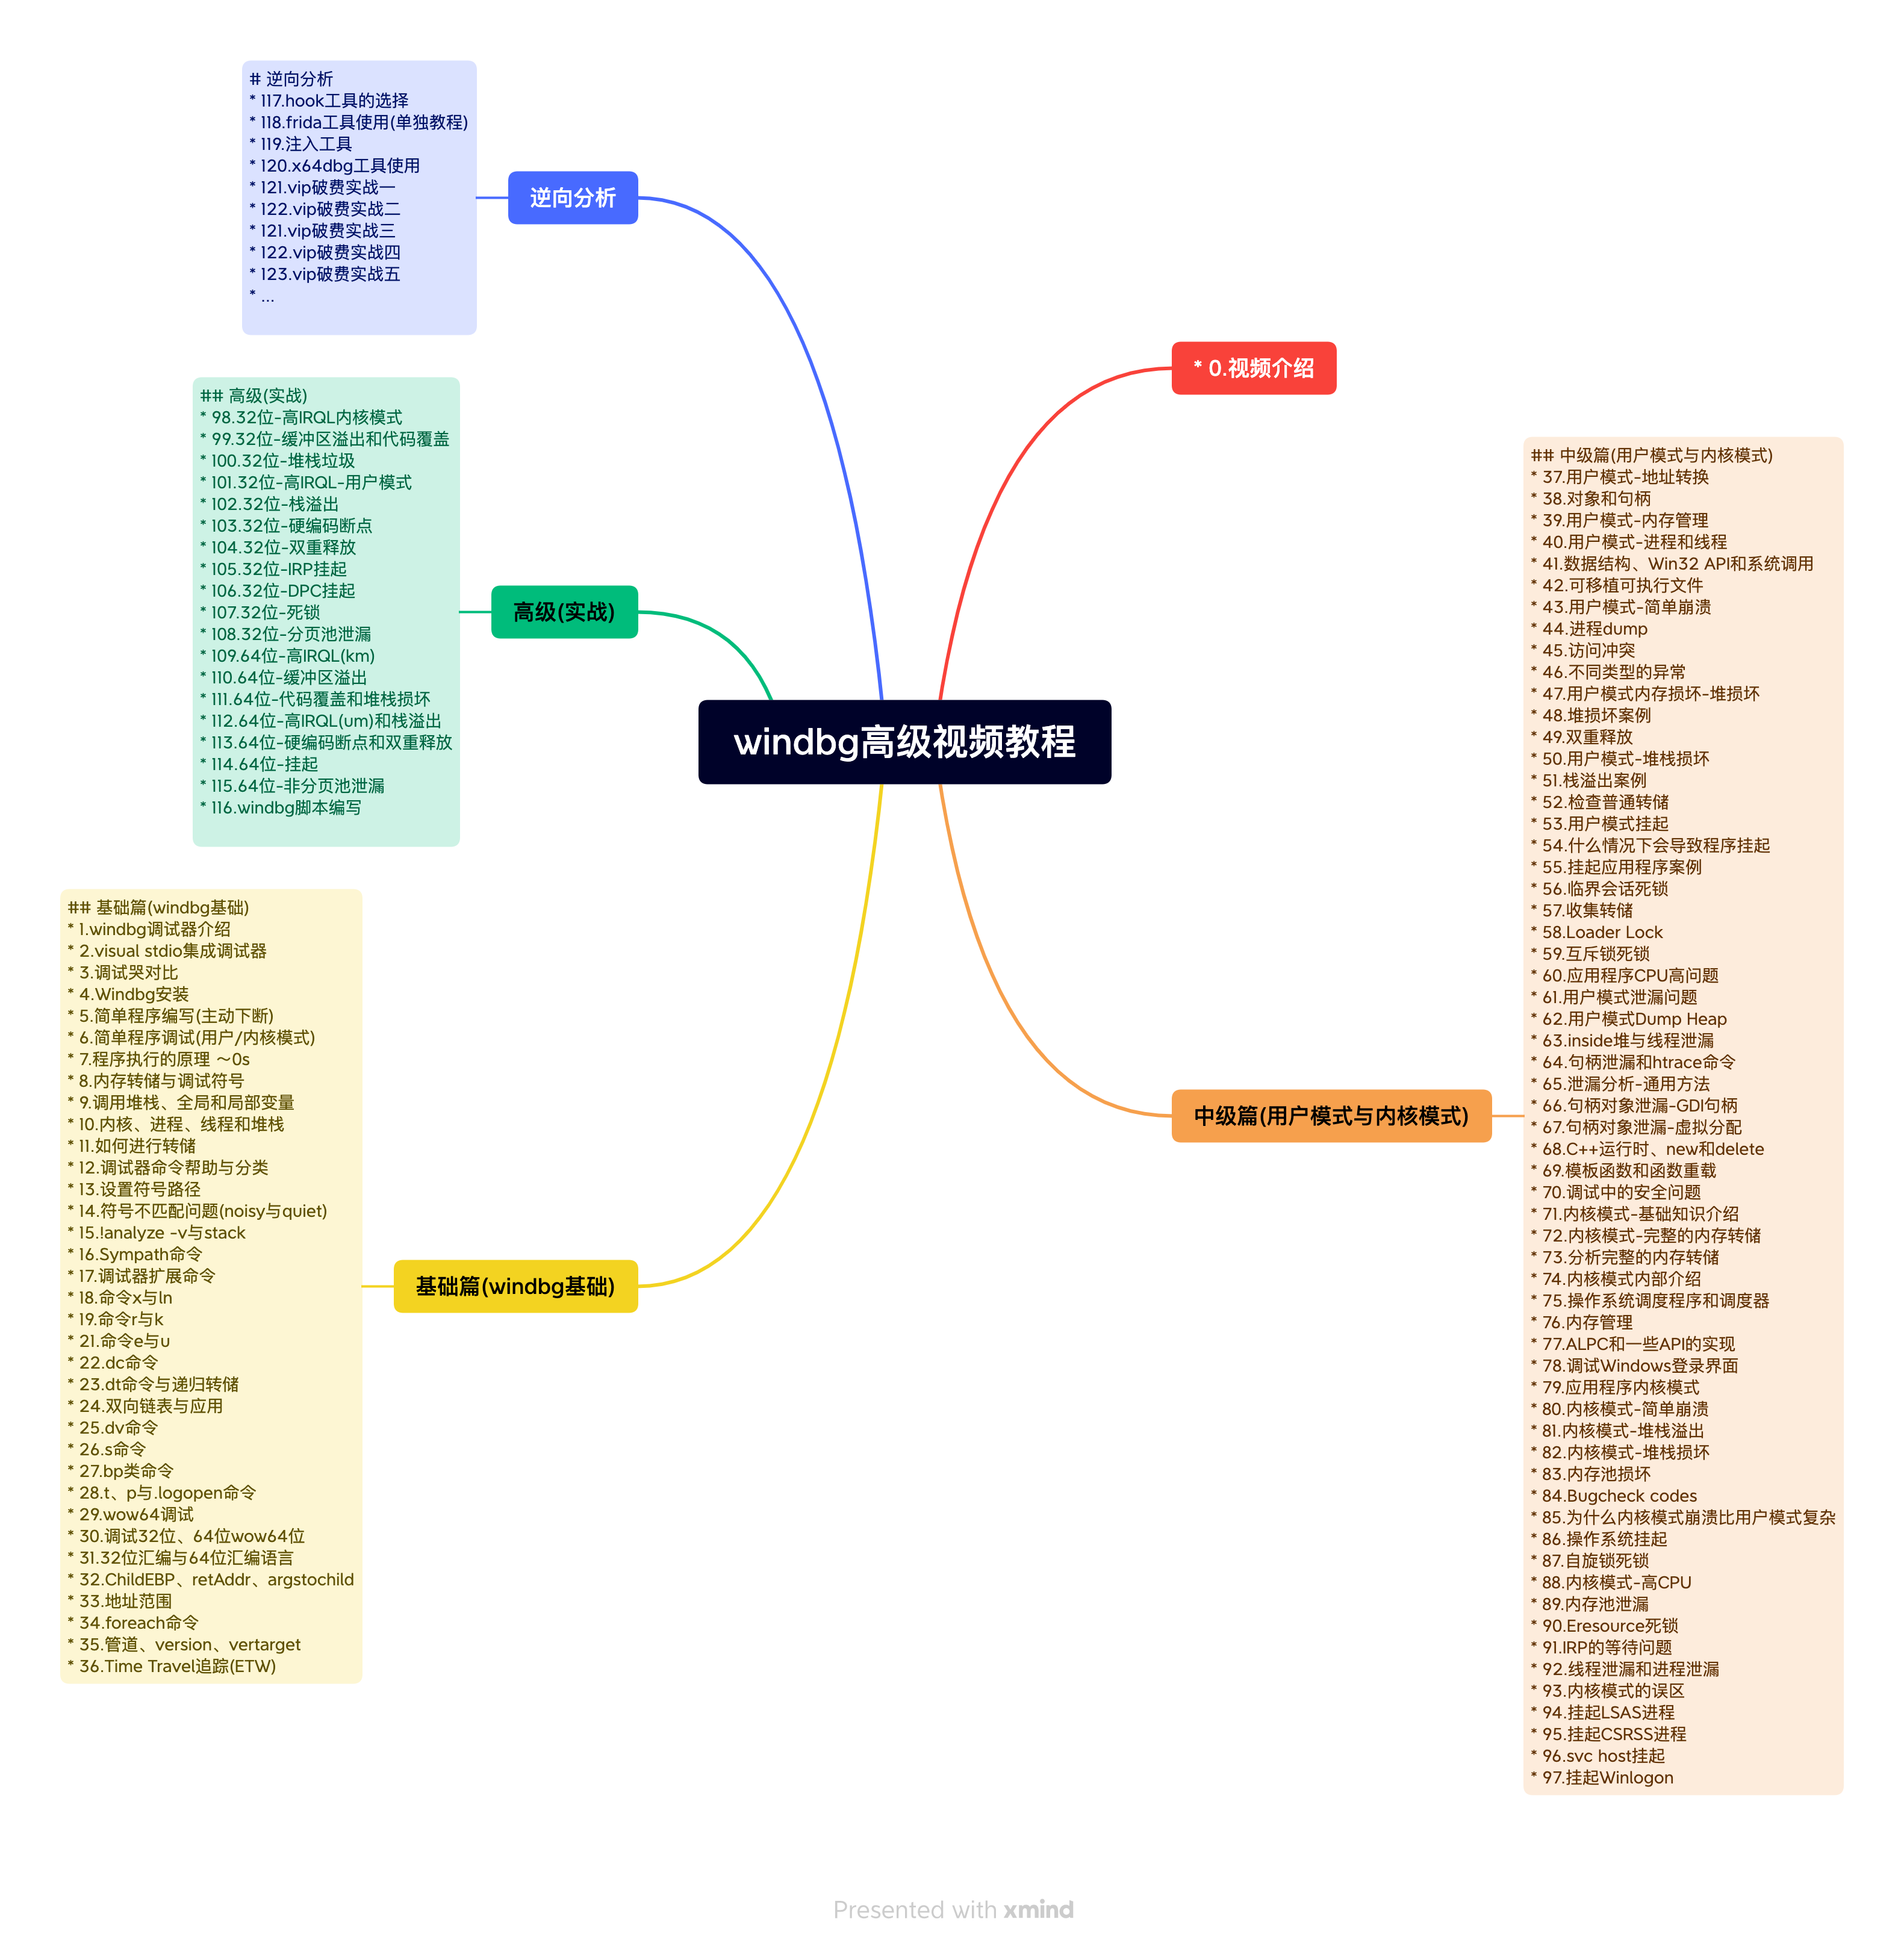 windbg高级视频教程
* 0.视频介绍
中级篇(用户模式与内核模式)
## 中级篇(用户模式与内核模式)
* 37.用户模式-地址转换
* 38.对象和句柄
* 39.用户模式-内存管理
* 40.用户模式-进程和线程
* 41.数据结构、Win32 API和系统调用
* 42.可移植可执行文件
* 43.用户模式-简单崩溃
* 44.进程dump
* 45.访问冲突
* 46.不同类型的异常
* 47.用户模式内存损坏-堆损坏
* 48.堆损坏案例
* 49.双重释放
* 50.用户模式-堆栈损坏
* 51.栈溢出案例
* 52.检查普通转储
* 53.用户模式挂起
* 54.什么情况下会导致程序挂起
* 55.挂起应用程序案例
* 56.临界会话死锁
* 57.收集转储
* 58.Loader Lock
* 59.互斥锁死锁
* 60.应用程序CPU高问题
* 61.用户模式泄漏问题
* 62.用户模式Dump Heap
* 63.inside堆与线程泄漏
* 64.句柄泄漏和htrace命令
* 65.泄漏分析-通用方法
* 66.句柄对象泄漏-GDI句柄
* 67.句柄对象泄漏-虚拟分配
* 68.C++运行时、new和delete
* 69.模板函数和函数重载
* 70.调试中的安全问题
* 71.内核模式-基础知识介绍
* 72.内核模式-完整的内存转储
* 73.分析完整的内存转储
* 74.内核模式内部介绍
* 75.操作系统调度程序和调度器
* 76.内存管理
* 77.ALPC和一些API的实现
* 78.调试Windows登录界面
* 79.应用程序内核模式
* 80.内核模式-简单崩溃
* 81.内核模式-堆栈溢出
* 82.内核模式-堆栈损坏
* 83.内存池损坏
* 84.Bugcheck codes
* 85.为什么内核模式崩溃比用户模式复杂
* 86.操作系统挂起
* 87.自旋锁死锁
* 88.内核模式-高CPU
* 89.内存池泄漏
* 90.Eresource死锁
* 91.IRP的等待问题
* 92.线程泄漏和进程泄漏
* 93.内核模式的误区
* 94.挂起LSAS进程
* 95.挂起CSRSS进程
* 96.svc host挂起
* 97.挂起Winlogon
基础篇(windbg基础)
## 基础篇(windbg基础)
* 1.windbg调试器介绍
* 2.visual stdio集成调试器
* 3.调试哭对比
* 4.Windbg安装
* 5.简单程序编写(主动下断)
* 6.简单程序调试(用户/内核模式)
* 7.程序执行的原理 ～0s
* 8.内存转储与调试符号
* 9.调用堆栈、全局和局部变量
* 10.内核、进程、线程和堆栈
* 11.如何进行转储
* 12.调试器命令帮助与分类
* 13.设置符号路径
* 14.符号不匹配问题(noisy与quiet)
* 15.!analyze -v与stack
* 16.Sympath命令
* 17.调试器扩展命令
* 18.命令x与ln
* 19.命令r与k
* 21.命令e与u
* 22.dc命令
* 23.dt命令与递归转储
* 24.双向链表与应用
* 25.dv命令
* 26.s命令
* 27.bp类命令
* 28.t、p与.logopen命令
* 29.wow64调试
* 30.调试32位、64位wow64位
* 31.32位汇编与64位汇编语言
* 32.ChildEBP、retAddr、argstochild
* 33.地址范围
* 34.foreach命令
* 35.管道、version、vertarget
* 36.Time Travel追踪(ETW)
高级(实战)
## 高级(实战)
* 98.32位-高IRQL内核模式
* 99.32位-缓冲区溢出和代码覆盖
* 100.32位-堆栈垃圾
* 101.32位-高IRQL-用户模式
* 102.32位-栈溢出
* 103.32位-硬编码断点
* 104.32位-双重释放
* 105.32位-IRP挂起
* 106.32位-DPC挂起
* 107.32位-死锁
* 108.32位-分页池泄漏
* 109.64位-高IRQL(km)
* 110.64位-缓冲区溢出
* 111.64位-代码覆盖和堆栈损坏
* 112.64位-高IRQL(um)和栈溢出
* 113.64位-硬编码断点和双重释放
* 114.64位-挂起
* 115.64位-非分页池泄漏
* 116.windbg脚本编写
逆向分析
# 逆向分析
* 117.hook工具的选择
* 118.frida工具使用(单独教程)
* 119.注入工具
* 120.x64dbg工具使用
* 121.vip破费实战一
* 122.vip破费实战二
* 121.vip破费实战三
* 122.vip破费实战四
* 123.vip破费实战五
* ...
Presented with xmind